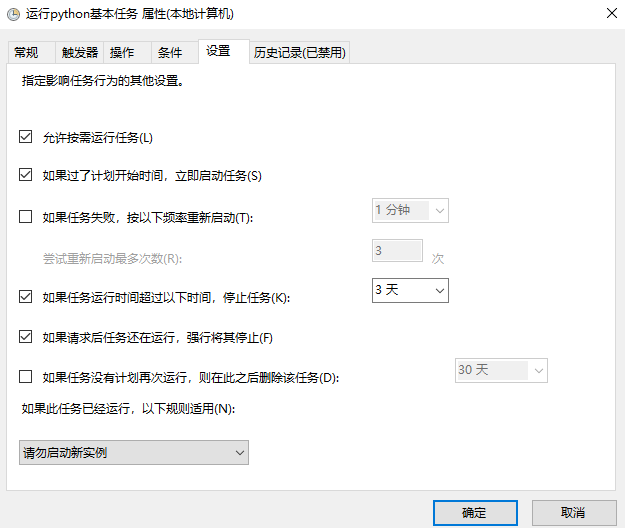 运行python基本任务 属性(本地计算机)
常规 触发器 操作 条件 设置 历史记录(已禁用)
指定影响任务行为的其他设置。
允许按需运行任务(L)
如果过了计划开始时间，立即启动任务(S)
如果任务失败，按以下频率重新启动(T): 1 分钟
尝试重新启动最多次数(R): 3 次
如果任务运行时间超过以下时间，停止任务(K): 3 天
如果请求后任务还在运行，强行将其停止(F)
如果任务没有计划再次运行，则在此之后删除该任务(D): 30 天
如果此任务已经运行，以下规则适用(N):
请勿启动新实例
确定 取消